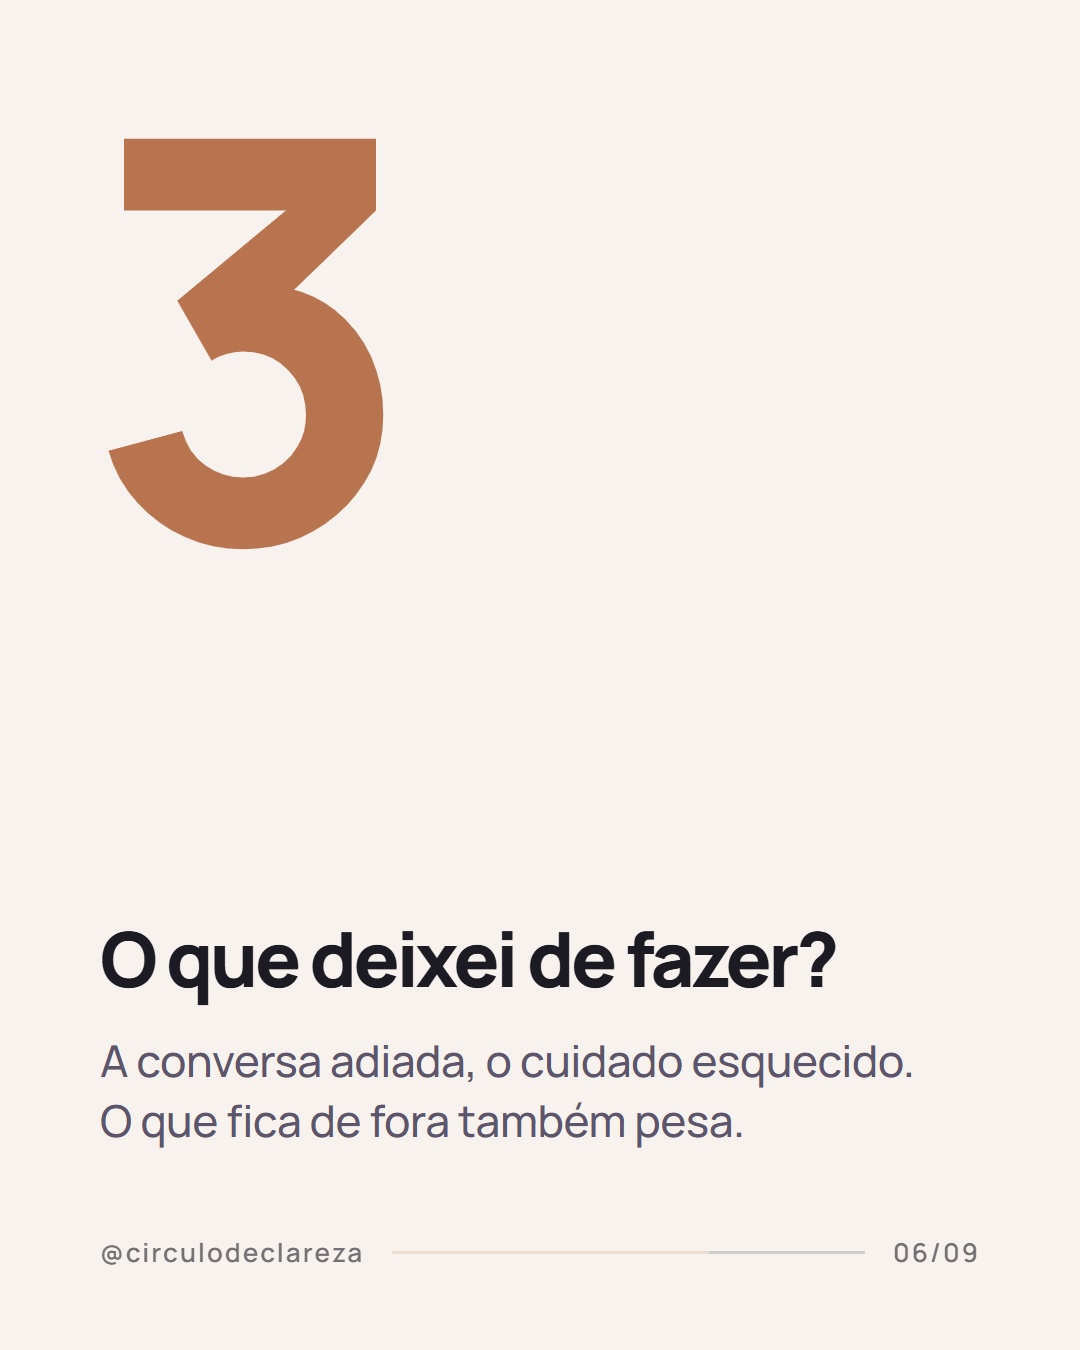 3
O que deixei de fazer?
A conversa adiada, o cuidado esquecido.
O que fica de fora também pesa.
@circulodeclareza
06/09